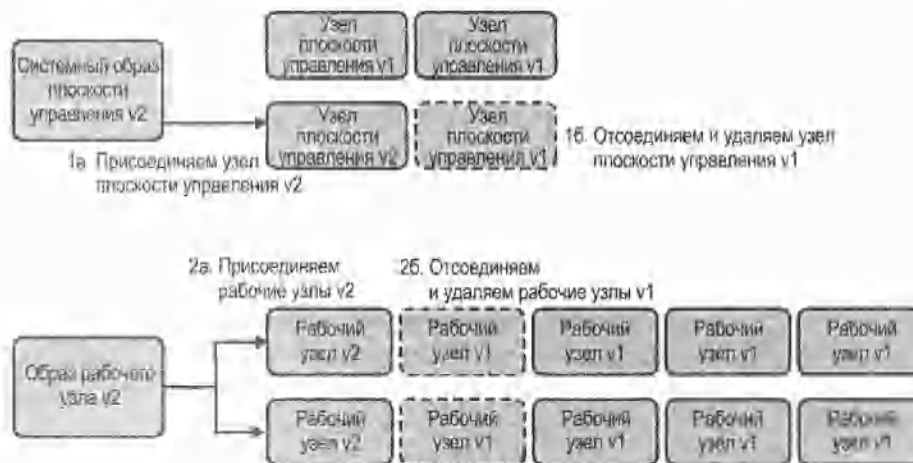 Узел
плоскости
управления v1
Узел
плоскости
управления v1
Системный образ
плоскости
управления v2
Узел
плоскости
управления v2
Узел
плоскости
управления v1
1а. Присоединяем узел
плоскости управления v2
1б. Отсоединяем и удаляем узел
плоскости управления v1
2а. Присоединяем
рабочие узлы v2
2б. Отсоединяем
и удаляем рабочие узлы v1
Образ рабочего
узла v2
Рабочий
узел v2
Рабочий
узел v1
Рабочий
узел v1
Рабочий
узел v1
Рабочий
узел v1
Рабочий
узел v2
Рабочий
узел v1
Рабочий
узел v1
Рабочий
узел v1
Рабочий
узел v1